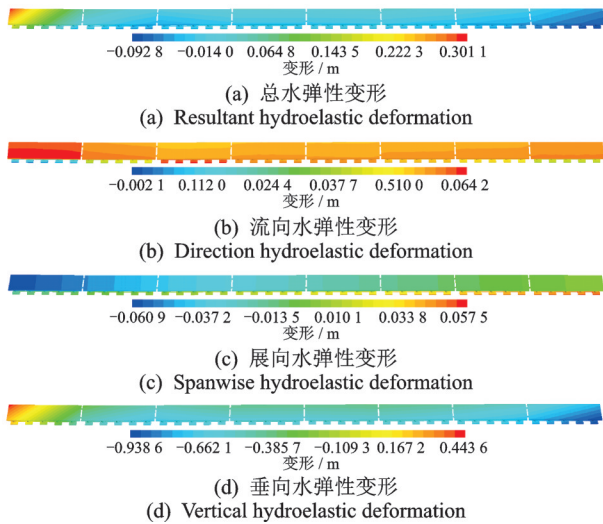 −0.092 8 −0.014 0 0.064 8 0.143 5 0.222 3 0.301 1
变形 / m
(a) 总水弹性变形
(a) Resultant hydroelastic deformation
−0.002 1 0.112 0 0.024 4 0.037 7 0.510 0 0.064 2
变形 / m
(b) 流向水弹性变形
(b) Direction hydroelastic deformation
−0.060 9 −0.037 2 −0.013 5 0.010 1 0.033 8 0.057 5
变形 / m
(c) 展向水弹性变形
(c) Spanwise hydroelastic deformation
−0.938 6 −0.662 1 −0.385 7 −0.109 3 0.167 2 0.443 6
变形 / m
(d) 垂向水弹性变形
(d) Vertical hydroelastic deformation